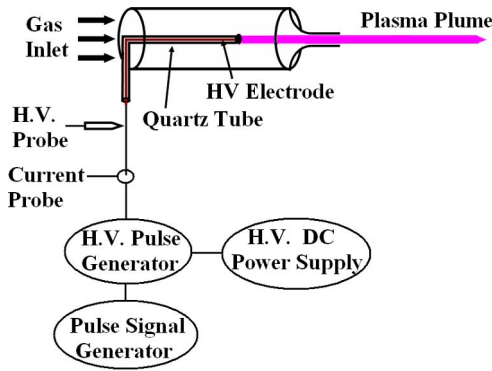 Gas
Inlet
Plasma Plume
HV Electrode
Quartz Tube
H.V.
Probe
Current
Probe
H.V. Pulse
Generator
H.V. DC
Power Supply
Pulse Signal
Generator